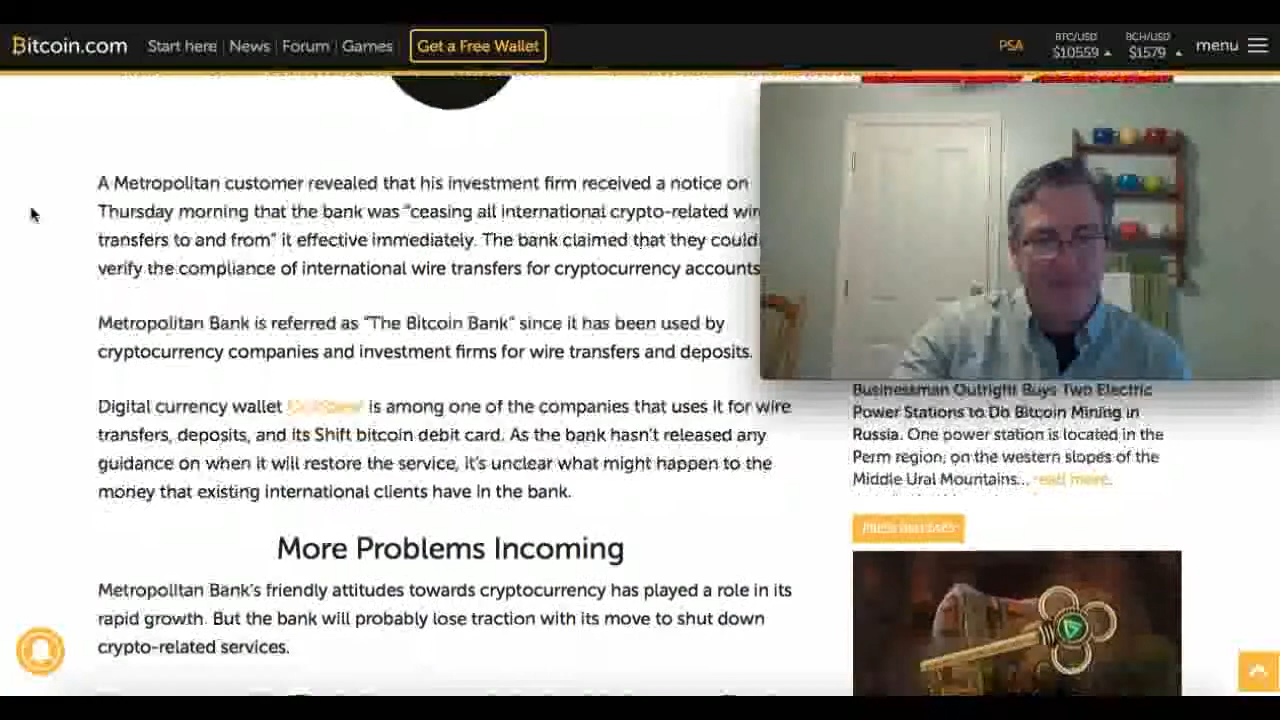 Bitcoin.com Start here News Forum Games Get a Free Wallet PSA BTC/USD $10559 BCH/USD $1579 menu
A Metropolitan customer revealed that his investment firm received a notice on
Thursday morning that the bank was "ceasing all international crypto-related
transfers to and from" it effective immediately. The bank claimed that they could
verify the compliance of international wire transfers for cryptocurrency accounts
Metropolitan Bank is referred as "The Bitcoin Bank" since it has been used by
cryptocurrency companies and investment firms for wire transfers and deposits.
Digital currency wallet is among one of the companies that uses it for wire
transfers, deposits, and its Shift bitcoin debit card. As the bank hasn't released any
guidance on when it will restore the service, it's unclear what might happen to the
money that existing international clients have in the bank.
More Problems Incoming
Metropolitan Bank's friendly attitudes towards cryptocurrency has played a role in its
rapid growth. But the bank will probably lose traction with its move to shut down
crypto-related services.
Businessman Outright Buys Two Electric
Power Stations to Do Bitcoin Mining in
Russia. One power station is located in the
Perm region, on the western slopes of the
Middle Ural Mountains... read more.
PRESS RELEASES